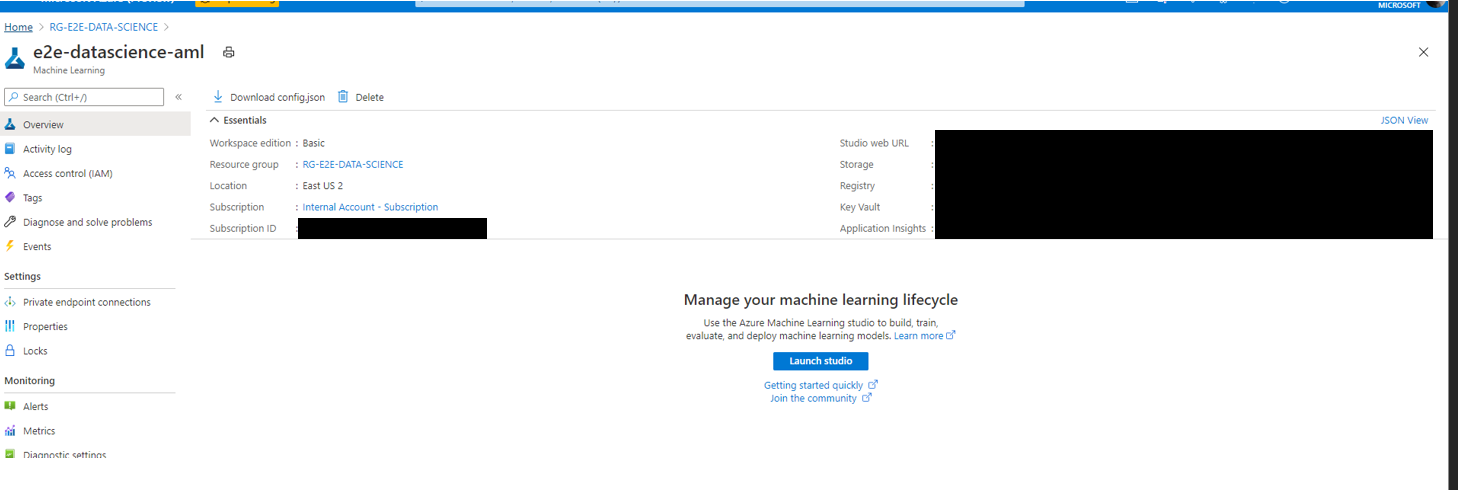 MICROSOFT
Home > RG-E2E-DATA-SCIENCE >
e2e-datascience-aml
Machine Learning
Search (Ctrl+/)
«
Download config.json
Delete
Overview
Activity log
Access control (IAM)
Tags
Diagnose and solve problems
Events
Settings
Private endpoint connections
Properties
Locks
Monitoring
Alerts
Metrics
Diagnostic settings
Essentials
JSON View
Workspace edition : Basic
Resource group : RG-E2E-DATA-SCIENCE
Location : East US 2
Subscription : Internal Account - Subscription
Subscription ID :
Studio web URL :
Storage :
Registry :
Key Vault :
Application Insights :
Manage your machine learning lifecycle
Use the Azure Machine Learning studio to build, train,
evaluate, and deploy machine learning models. Learn more
Launch studio
Getting started quickly
Join the community